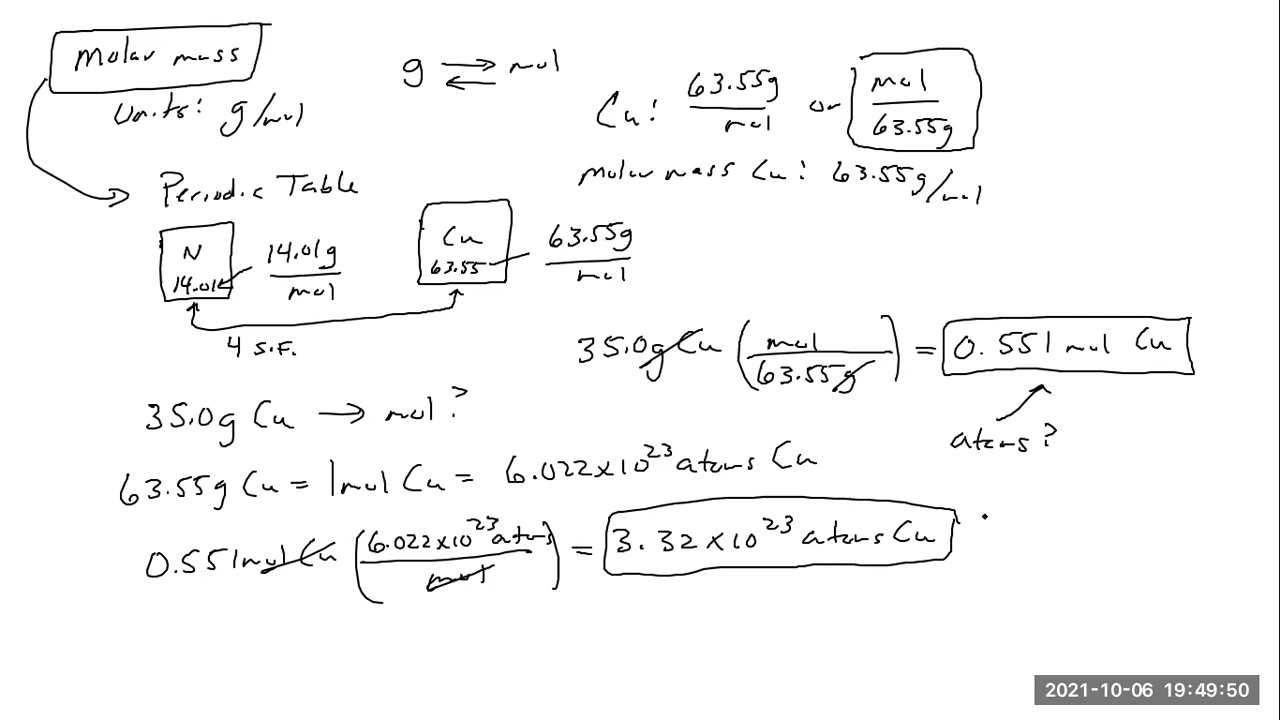 Molar mass
Units: g/mol
g ⇌ mol
Cu: 63.55g/mol or mol/63.55g
molar mass Cu: 63.55g/mol
Periodic Table
N
14.01
14.01g/mol
Cu
63.55
63.55g/mol
4 S.F.
35.0g Cu (mol/63.55g) = 0.551 mol Cu
atoms?
35.0g Cu → mol?
63.55g Cu = 1mol Cu = 6.022x10^23 atoms Cu
0.551mol Cu (6.022x10^23 atoms/mol) = 3.32x10^23 atoms Cu
2021-10-06 19:49:50